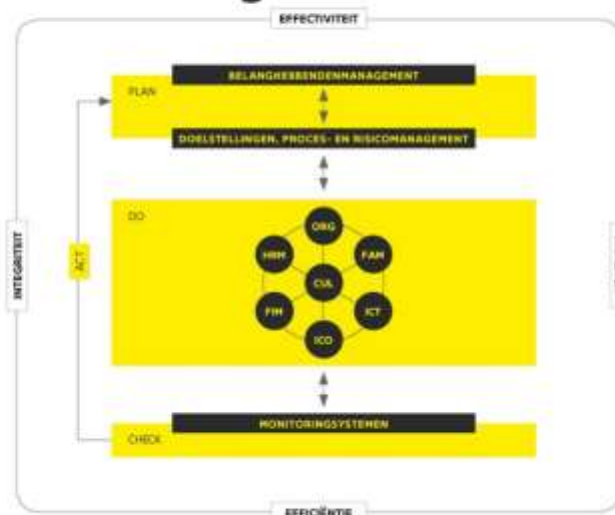 EFFECTIVITEIT
BELANGHEBBENDENMANAGEMENT
PLAN
DOELSTELLINGEN, PROCES- EN RISICOMANAGEMENT
DO
ORG
HRM
FAM
INTEGRITEIT
ACT
CUL
FIM
ICT
ICO
MONITORINGSYSTEMEN
CHECK
EFFICIËNTIE